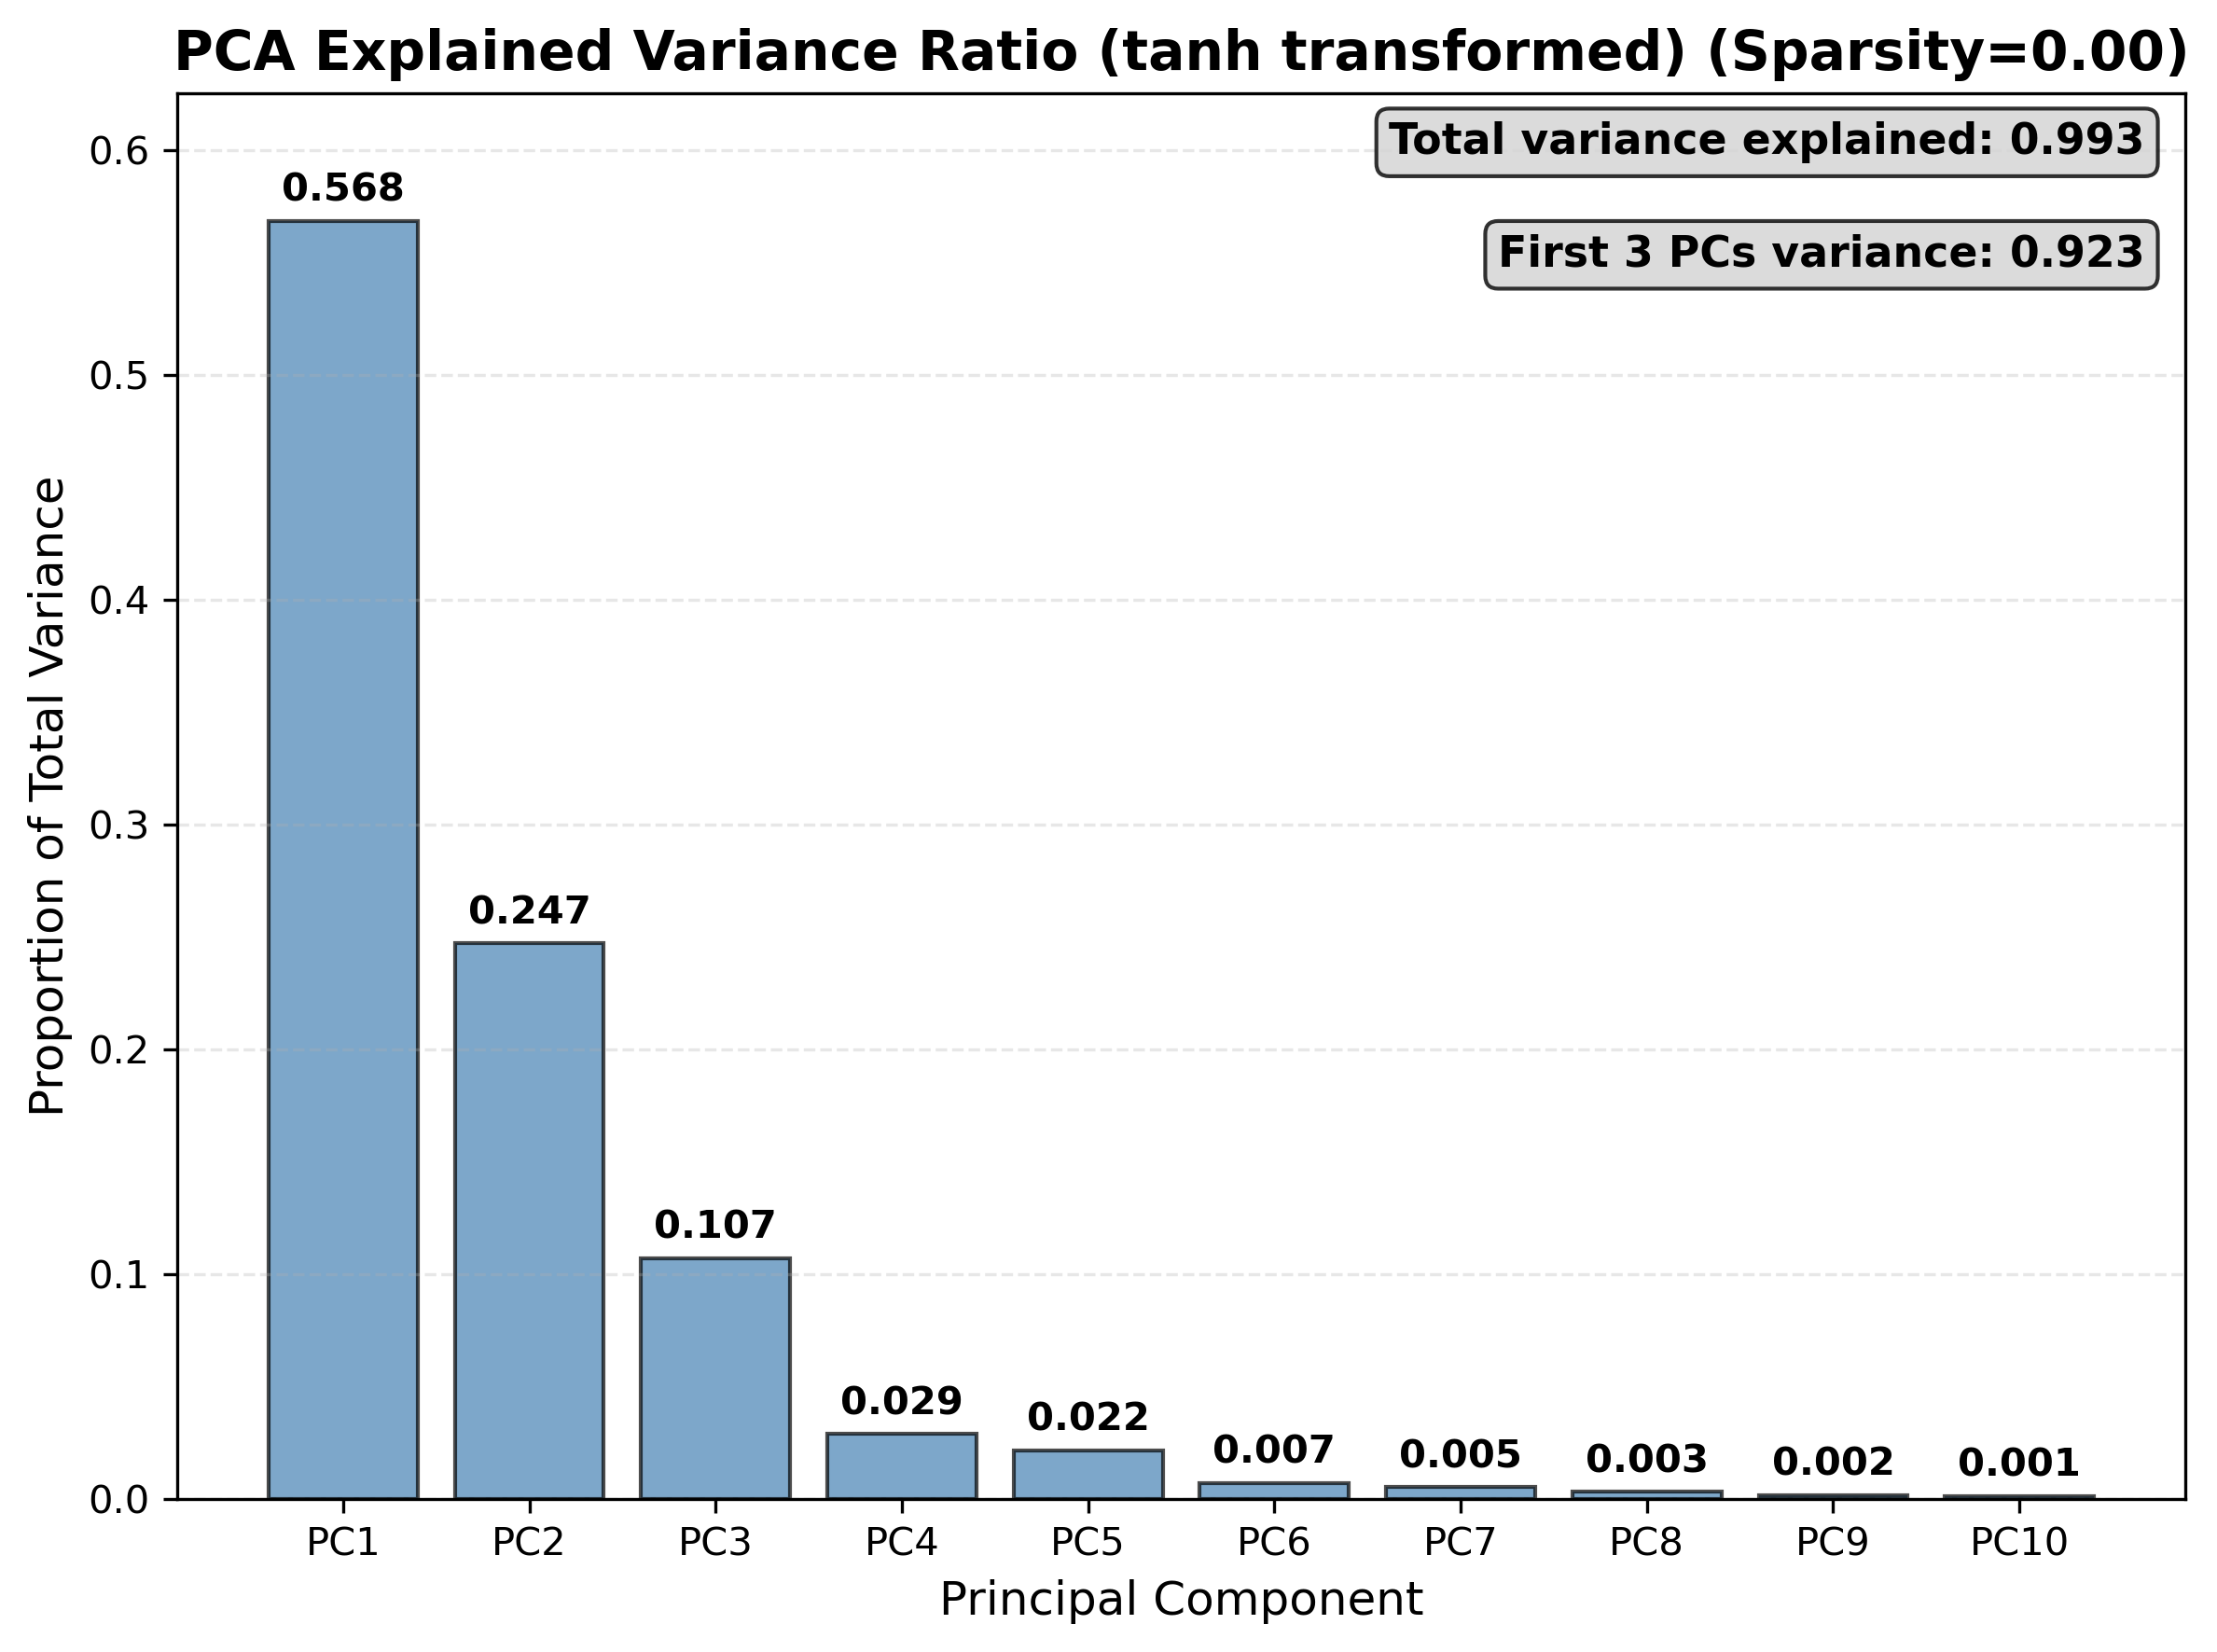 PCA Explained Variance Ratio (tanh transformed) (Sparsity=0.00)
Total variance explained: 0.993
First 3 PCs variance: 0.923
Proportion of Total Variance
0.6
0.5
0.4
0.3
0.2
0.1
0.0
0.568
0.247
0.107
0.029
0.022
0.007
0.005
0.003
0.002
0.001
PC1
PC2
PC3
PC4
PC5
PC6
PC7
PC8
PC9
PC10
Principal Component